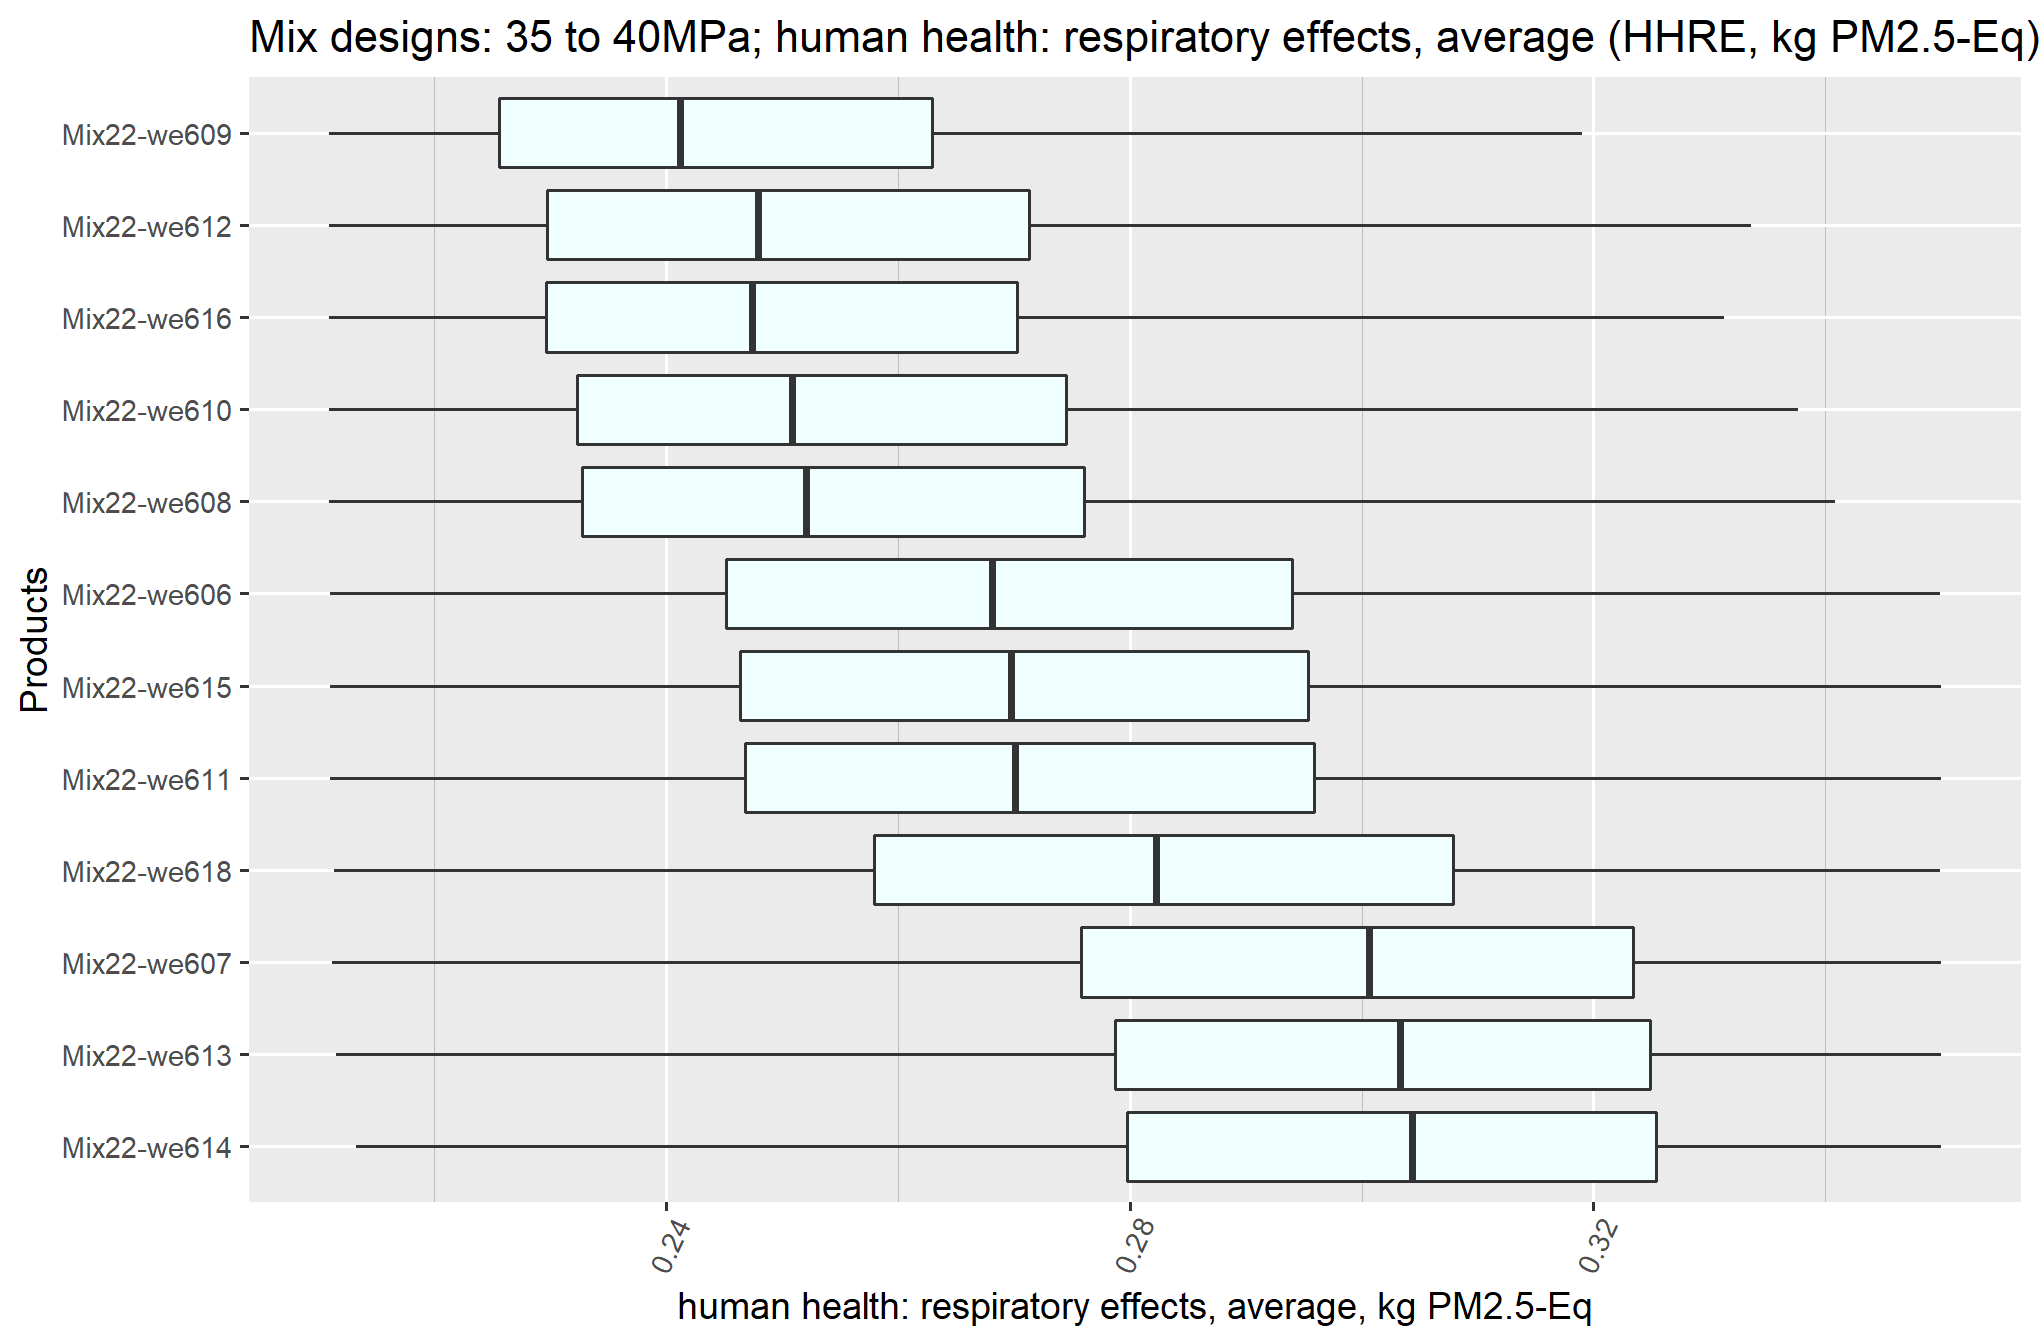 Mix designs: 35 to 40MPa; human health: respiratory effects, average (HHRE, kg PM2.5-Eq)
Products
Mix22-we609
Mix22-we612
Mix22-we616
Mix22-we610
Mix22-we608
Mix22-we606
Mix22-we615
Mix22-we611
Mix22-we618
Mix22-we607
Mix22-we613
Mix22-we614
0.24
0.28
0.32
human health: respiratory effects, average, kg PM2.5-Eq